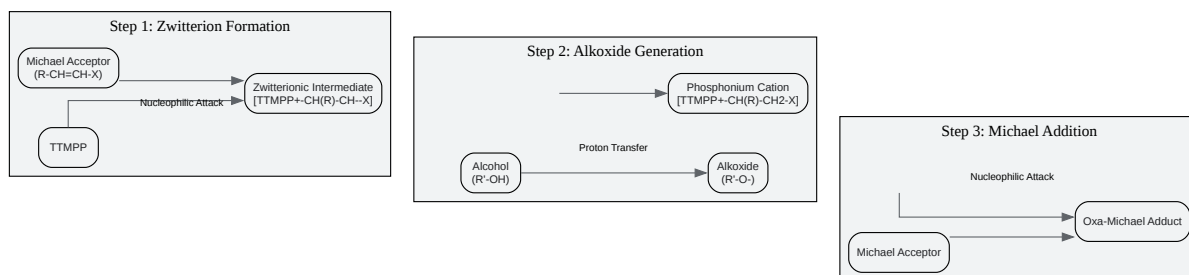 Step 1: Zwitterion Formation
Michael Acceptor
(R-CH=CH-X)
Zwitterionic Intermediate
[TTMPP+-CH(R)-CH--X]
Nucleophilic Attack
TTMPP
Step 2: Alkoxide Generation
Phosphonium Cation
[TTMPP+-CH(R)-CH2-X]
Proton Transfer
Alcohol
(R'-OH)
Alkoxide
(R'-O-)
Step 3: Michael Addition
Nucleophilic Attack
Oxa-Michael Adduct
Michael Acceptor